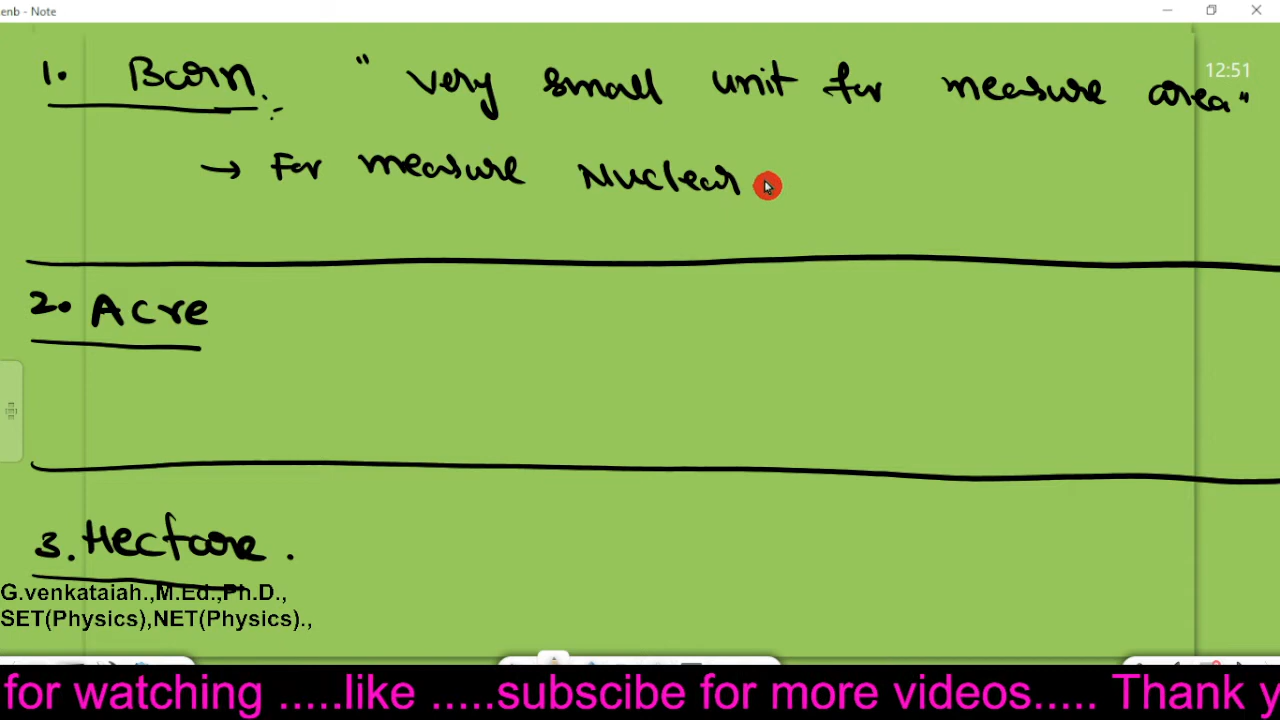 enb - Note
12:51
1. Barn :- " very small unit for measure area "
→ For measure Nuclear
2. Acre
3. Hectare .
G.venkataiah.,M.Ed.,Ph.D.,
SET(Physics),NET(Physics).,
for watching .....like .....subscibe for more videos..... Thank y